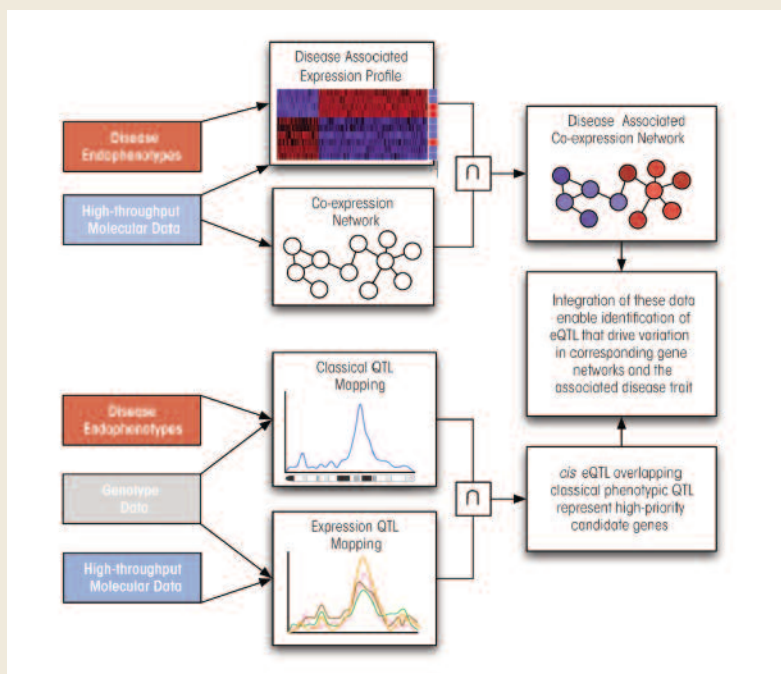 Disease Associated
Expression Profile
Disease
Endophenotypes
High-throughput
Molecular Data
Co-expression
Network
∩
Disease Associated
Co-expression Network
Integration of these data
enable identification of
eQTL that drive variation
in corresponding gene
networks and the
associated disease trait
Classical QTL
Mapping
Disease
Endophenotypes
Genotype
Data
High-throughput
Molecular Data
Expression QTL
Mapping
∩
cis eQTL overlapping
classical phenotypic QTL
represent high-priority
candidate genes